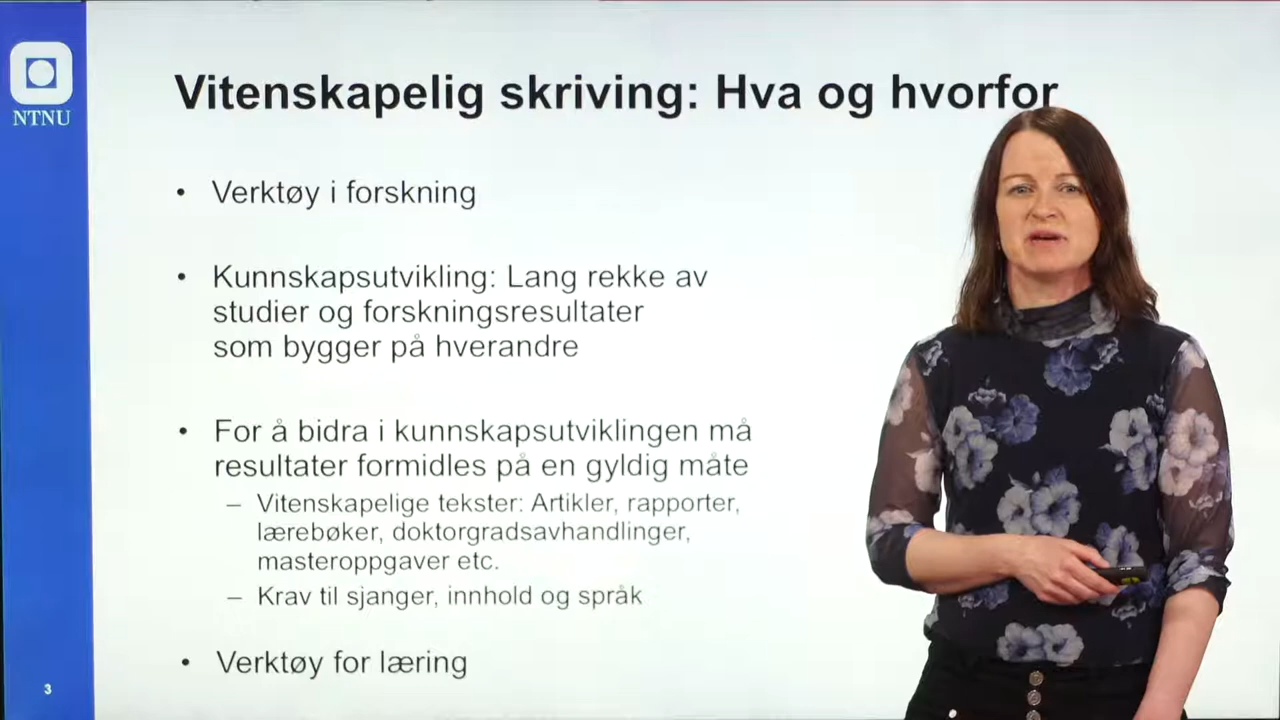 NTNU
Vitenskapelig skriving: Hva og hvorfor
• Verktøy i forskning
• Kunnskapsutvikling: Lang rekke av
studier og forskningsresultater
som bygger på hverandre
• For å bidra i kunnskapsutviklingen må
resultater formidles på en gyldig måte
– Vitenskapelige tekster: Artikler, rapporter,
lærebøker, doktorgradsavhandlinger,
masteroppgaver etc.
– Krav til sjanger, innhold og språk
• Verktøy for læring
3